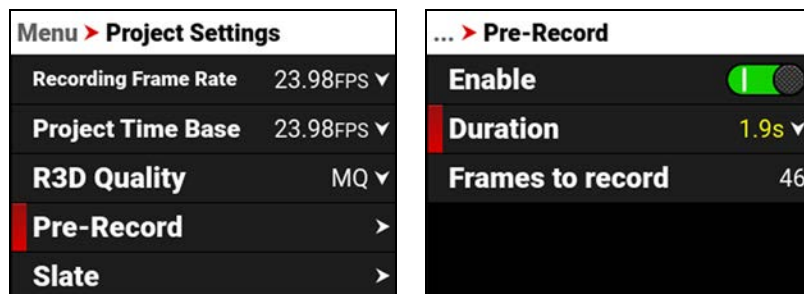 Menu > Project Settings
Recording Frame Rate 23.98FPS
Project Time Base 23.98FPS
R3D Quality MQ
Pre-Record >
Slate >
... > Pre-Record
Enable
Duration 1.9s
Frames to record 46